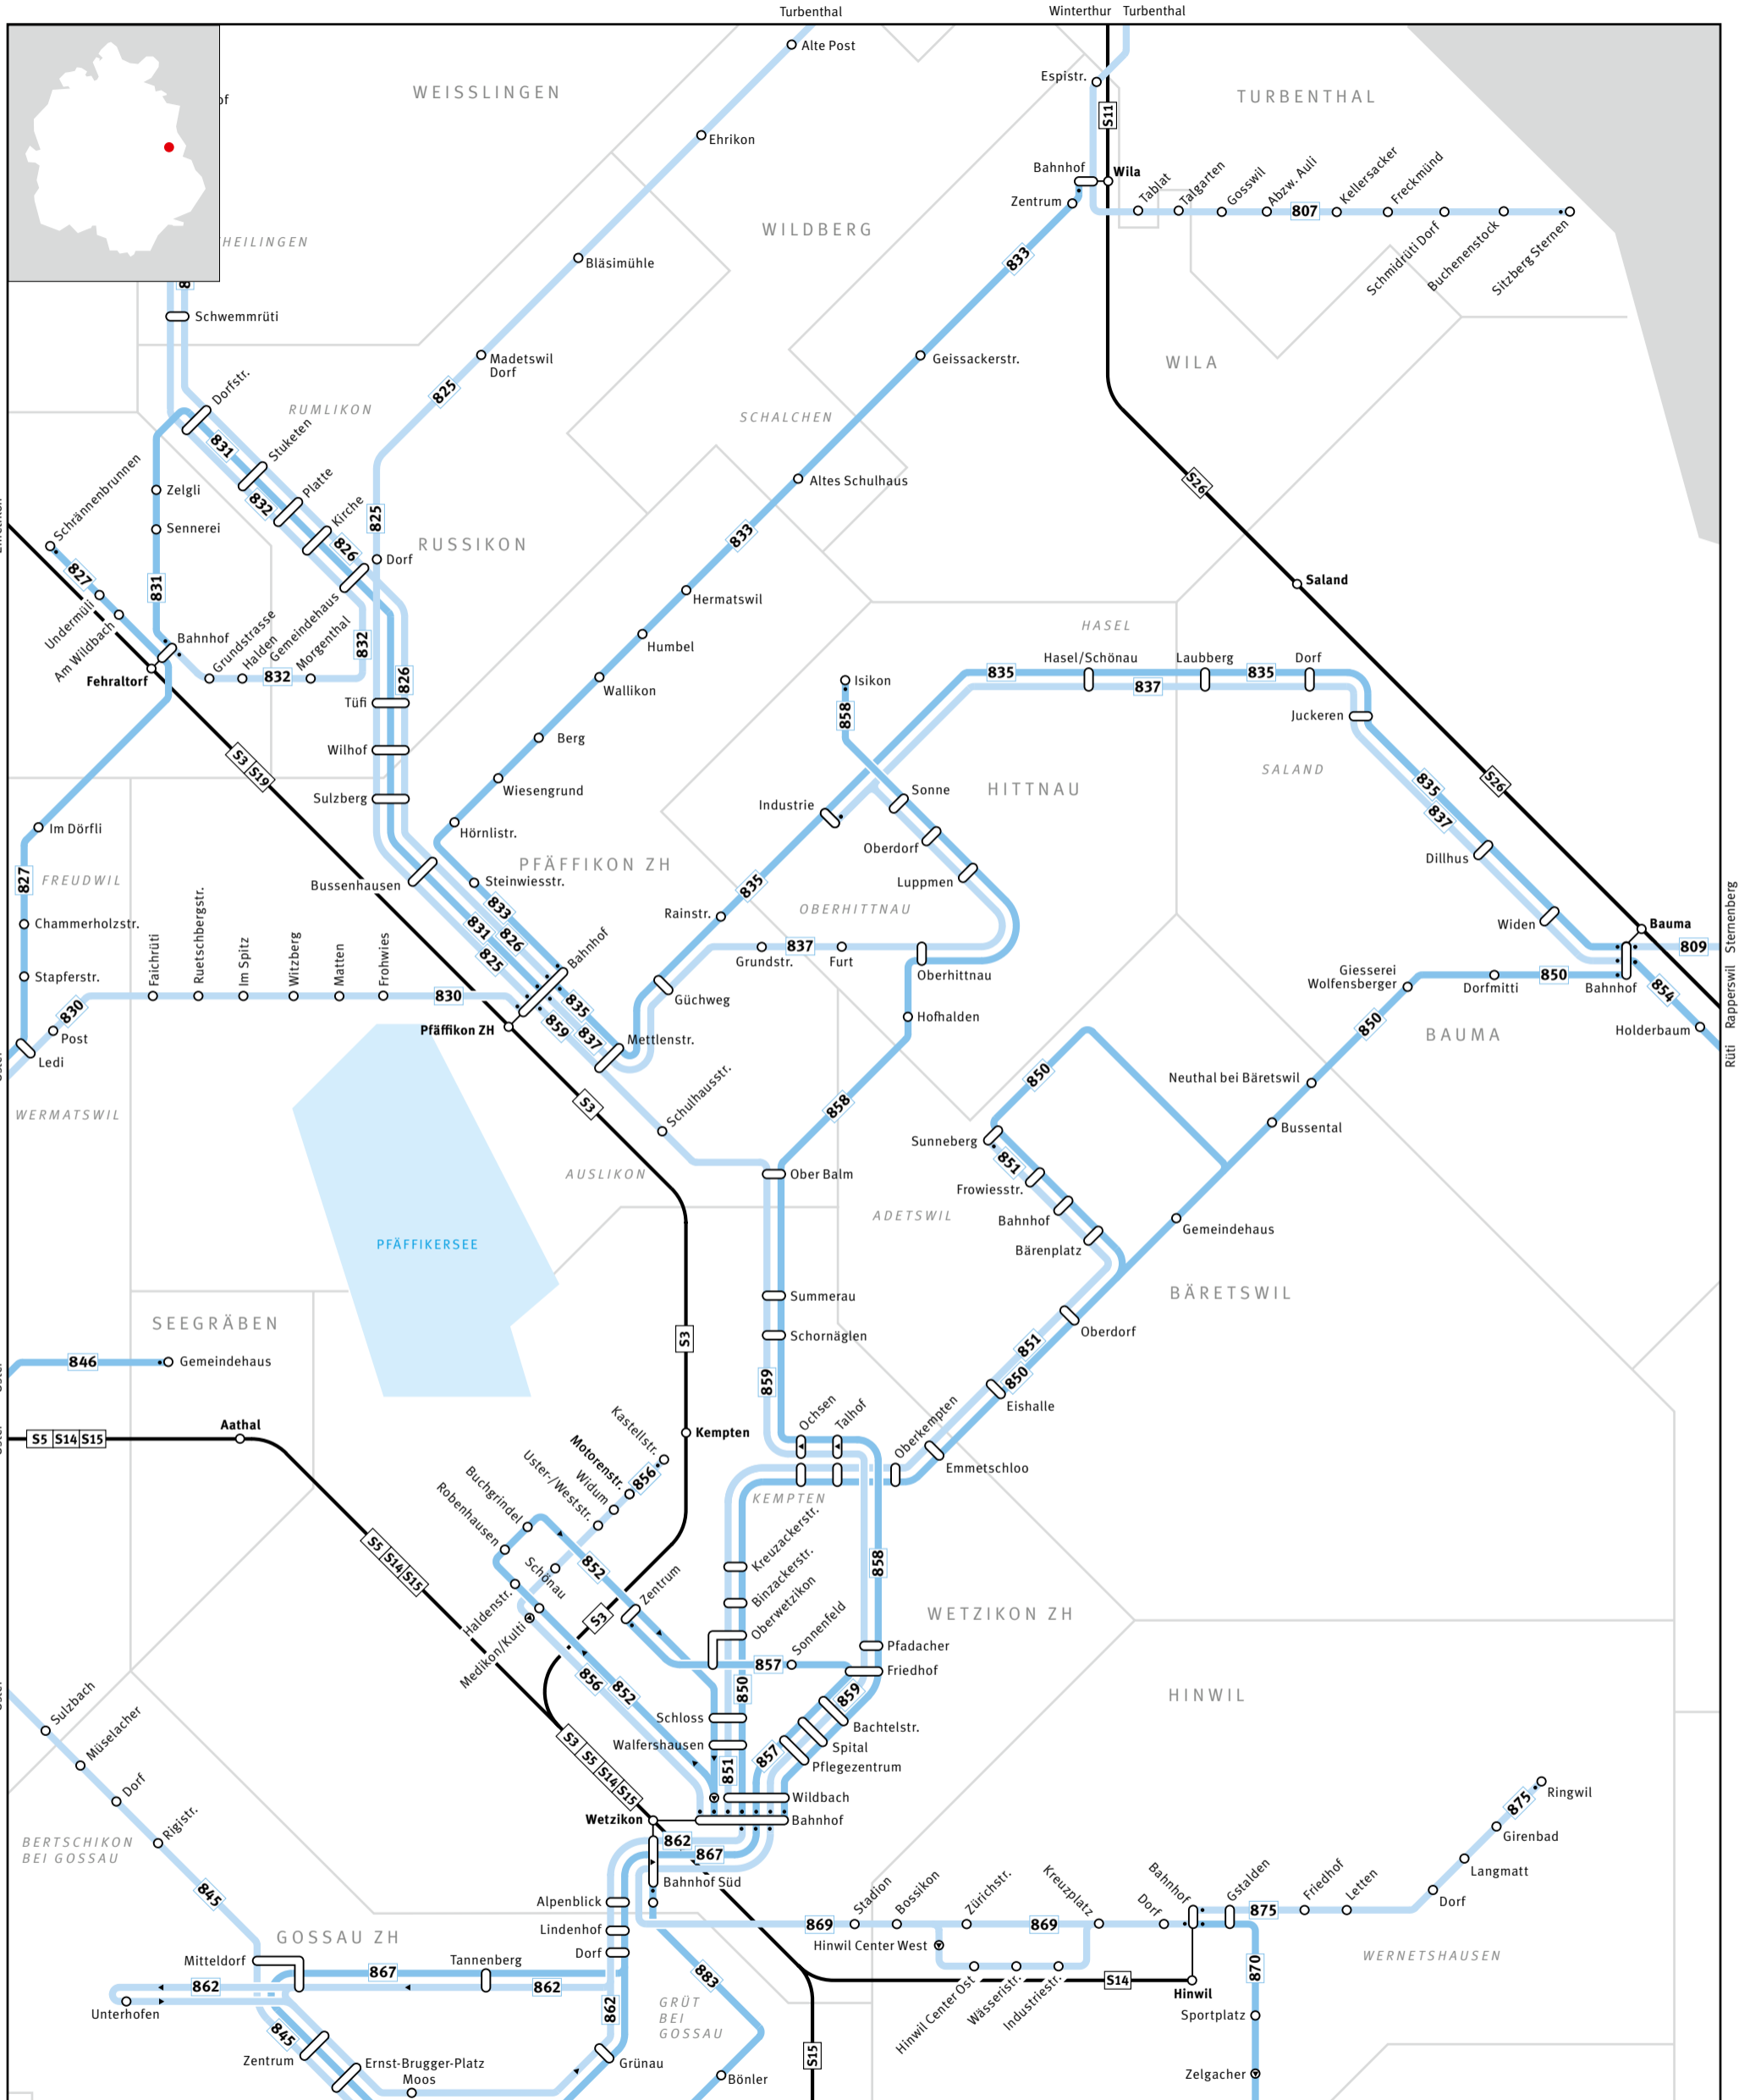 Turbenthal
Winterthur
Turbenthal
Alte Post
Espistr.
WEISSLINGEN
TURBENTHAL
S11
Ehrikon
Bahnhof
Wila
Zentrum
Tablat
Talgarten
Gosswil
Abzw. Auli
807
Kellersacker
Freckmünd
Schmidrüti Dorf
Buchenenstock
Sitzberg Sternen
HEILINGEN
WILDBERG
833
Bläsimühle
Schwemmrüti
Madetswil
Dorf
Geissackerstr.
WILA
825
Dorfstr.
RUMLIKON
SCHALCHEN
831
Stuketen
Schrännenbrunnen
Zelgli
832
Platte
Altes Schulhaus
S26
Kirche
825
Sennerei
826
RUSSIKON
833
Dorf
827
831
Saland
Undermüli
Am Wildbach
Hermatswil
HASEL
Bahnhof
Grundstrasse
Halden
Gemeindehaus
Morgenthal
832
832
826
Humbel
Hasel/Schönau
Laubberg
Dorf
Fehraltorf
835
837
835
Isikon
858
Wallikon
Tüfi
Juckeren
Berg
Wilhof
S3 S19
SALAND
S26
835
837
Wiesengrund
Sulzberg
Sonne
HITTNAU
Industrie
Im Dörfli
Hörnlistr.
Oberdorf
Dillhus
PFÄFFIKON ZH
827
FREUDWIL
Bussenhausen
Steinwiesstr.
Luppmen
835
833
OBERHITTNAU
Rainstr.
Chammerholzstr.
831
826
825
Widen
Bauma
Sternenberg
Faichrüti
Ruetschbergstr.
Im Spitz
Witzberg
Matten
Frohwies
Bahnhof
Grundstr.
837
Furt
Oberhittnau
809
Stapferstr.
Giesserei
Wolfensberger
Dorfmitti
850
Bahnhof
854
Rapperswil
Rüti
830
830
Güchweg
835
837
859
Pfäffikon ZH
Post
Hofhalden
850
BAUMA
Holderbaum
Ledi
Mettlenstr.
850
Neuthal bei Bäretswil
WERMATSWIL
S3
Schulhausstr.
858
Bussental
Sunneberg
851
AUSLIKON
Ober Balm
Frowiesstr.
ADETSWIL
Bahnhof
Gemeindehaus
PFÄFFIKERSEE
Bärenplatz
Summerau
BÄRETSWIL
SEEGRÄBEN
Schornäglen
S3
Oberdorf
851
850
846
Gemeindehaus
859
Eishalle
Kastellstr.
Ochsen
Talhof
Oberkempten
Aathal
S5 S14 S15
Kempten
Motorenstr.
856
Widum
Uster-/Weststr.
Emmetschloo
Buchgrindel
Robenhausen
KEMPTEN
Kreuzackerstr.
S5 S14 S15
852
858
Schönau
Binzackerstr.
Zentrum
Haldenstr.
Oberwetzikon
S3
Sonnenfeld
WETZIKON ZH
Medikon/Kulti
Pfadacher
857
Friedhof
856
852
850
859
HINWIL
Sulzbach
Schloss
Bachtelstr.
Müselacher
Walfershausen
Spital
857
851
Pflegezentrum
S3 S5 S14 S15
Dorf
Wildbach
Ringwil
Wetzikon
Bahnhof
875
Rigistr.
862
867
Girenbad
BERTSCHIKON
BEI GOSSAU
Langmatt
Bahnhof Süd
845
Alpenblick
Stadion
Bossikon
Zürichstr.
Kreuzplatz
Bahnhof
Dorf
Gstalden
875
Friedhof
Letten
Dorf
869
869
Lindenhof
GOSSAU ZH
Dorf
Hinwil Center West
WERNETSHAUSEN
Mitteldorf
Tannenberg
867
862
862
883
870
S14
Hinwil
Hinwil Center Ost
Wässeristr.
Industriestr.
Unterhofen
862
GRÜT
BEI
GOSSAU
Sportplatz
845
Zentrum
Ernst-Brugger-Platz
Moos
Grünau
S15
Bönler
Zelgacher